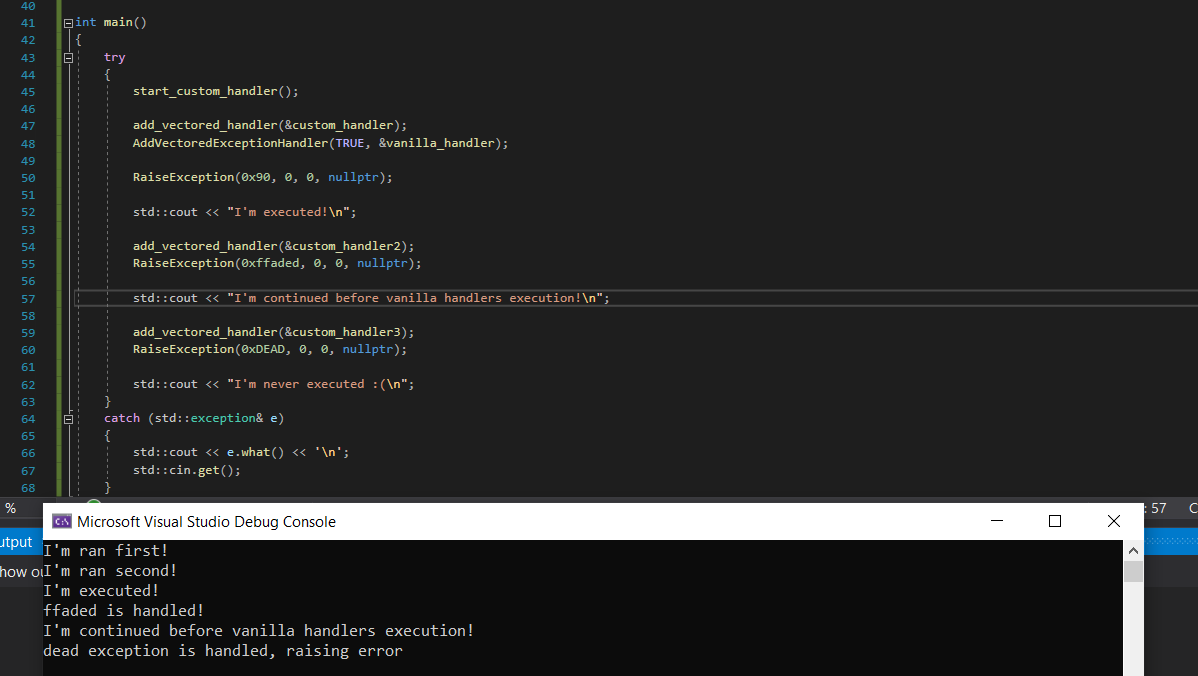 40
41 int main()
42 {
43 try
44 {
45 start_custom_handler();
46
47 add_vectored_handler(&custom_handler);
48 AddVectoredExceptionHandler(TRUE, &vanilla_handler);
49
50 RaiseException(0x90, 0, 0, nullptr);
51
52 std::cout << "I'm executed!\n";
53
54 add_vectored_handler(&custom_handler2);
55 RaiseException(0xffaded, 0, 0, nullptr);
56
57 std::cout << "I'm continued before vanilla handlers execution!\n";
58
59 add_vectored_handler(&custom_handler3);
60 RaiseException(0xDEAD, 0, 0, nullptr);
61
62 std::cout << "I'm never executed :(\n";
63 }
64 catch (std::exception& e)
65 {
66 std::cout << e.what() << '\n';
67 std::cin.get();
68 }
% : 57 C
utput
how ou
C:\ Microsoft Visual Studio Debug Console
I'm ran first!
I'm ran second!
I'm executed!
ffaded is handled!
I'm continued before vanilla handlers execution!
dead exception is handled, raising error